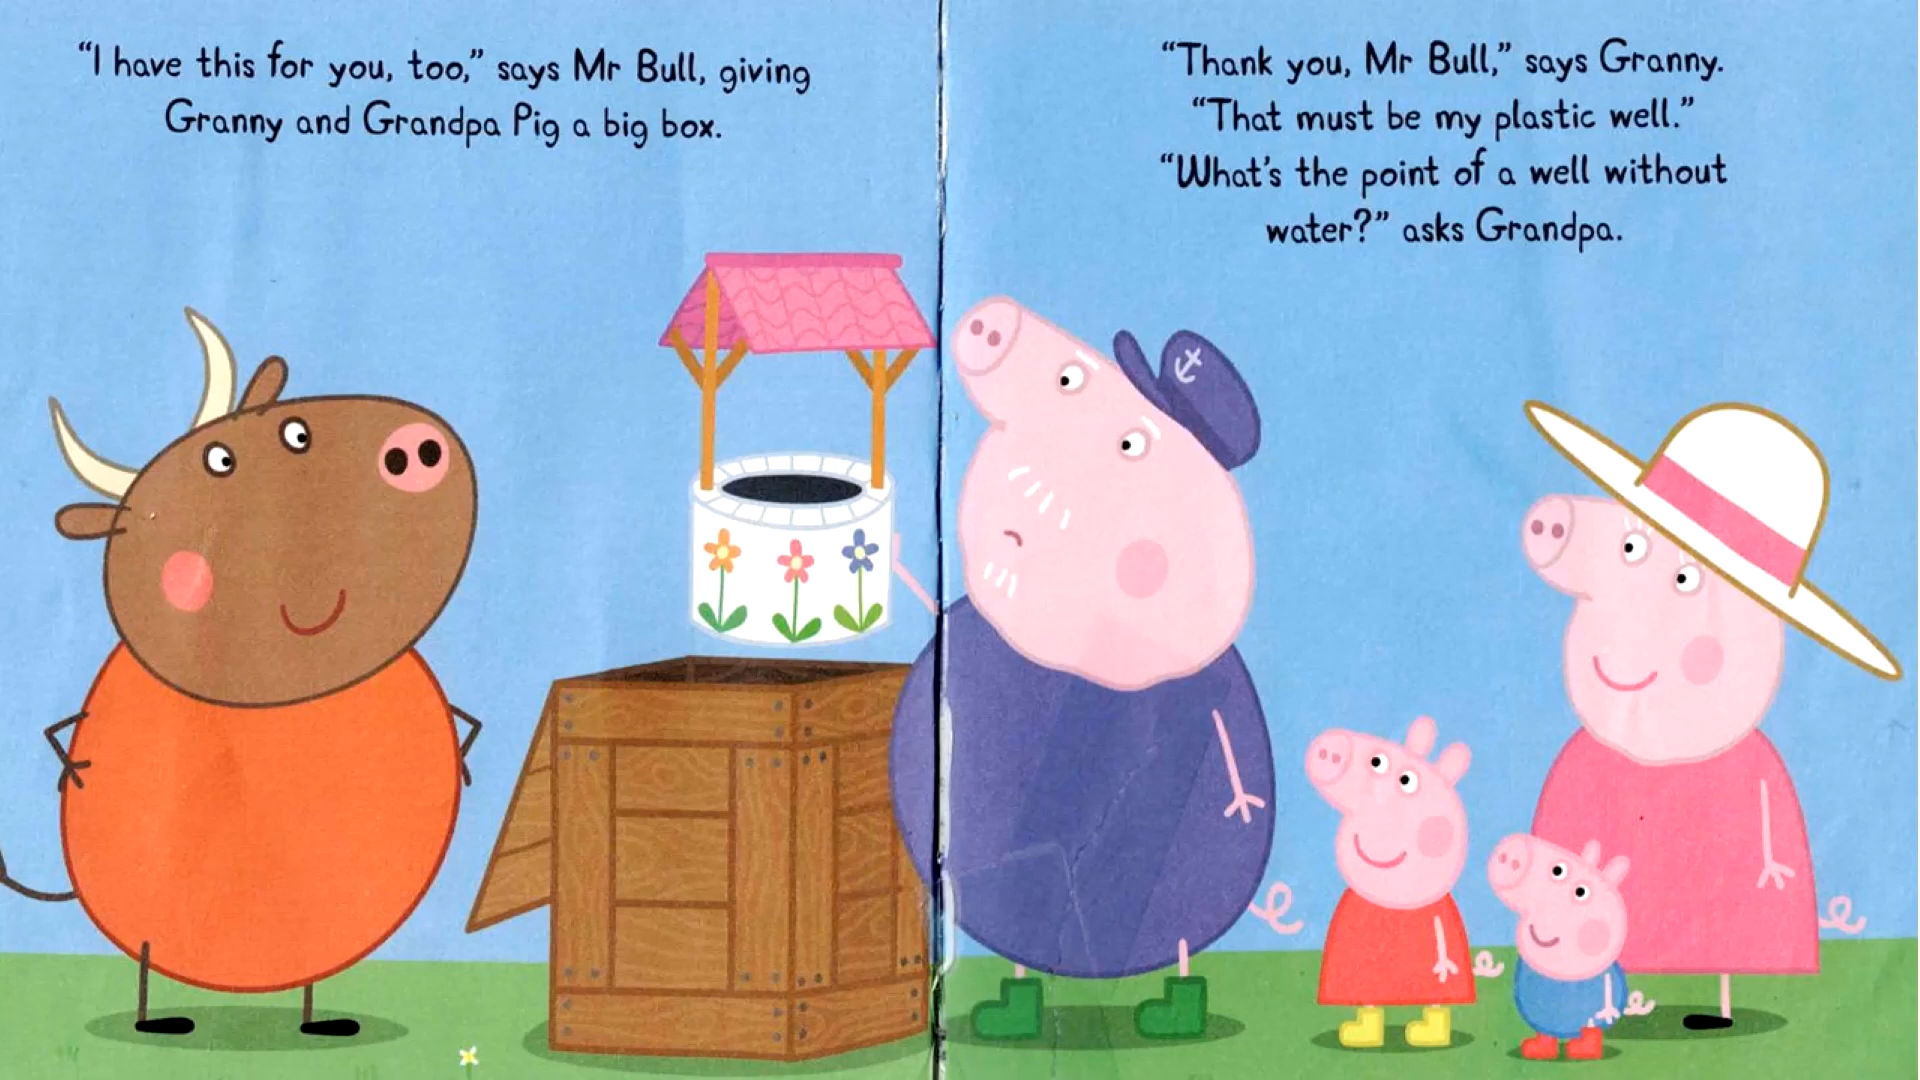 “I have this for you, too,” says Mr Bull, giving
Granny and Grandpa Pig a big box.
“Thank you, Mr Bull,” says Granny.
“That must be my plastic well.”
“What’s the point of a well without
water?” asks Grandpa.